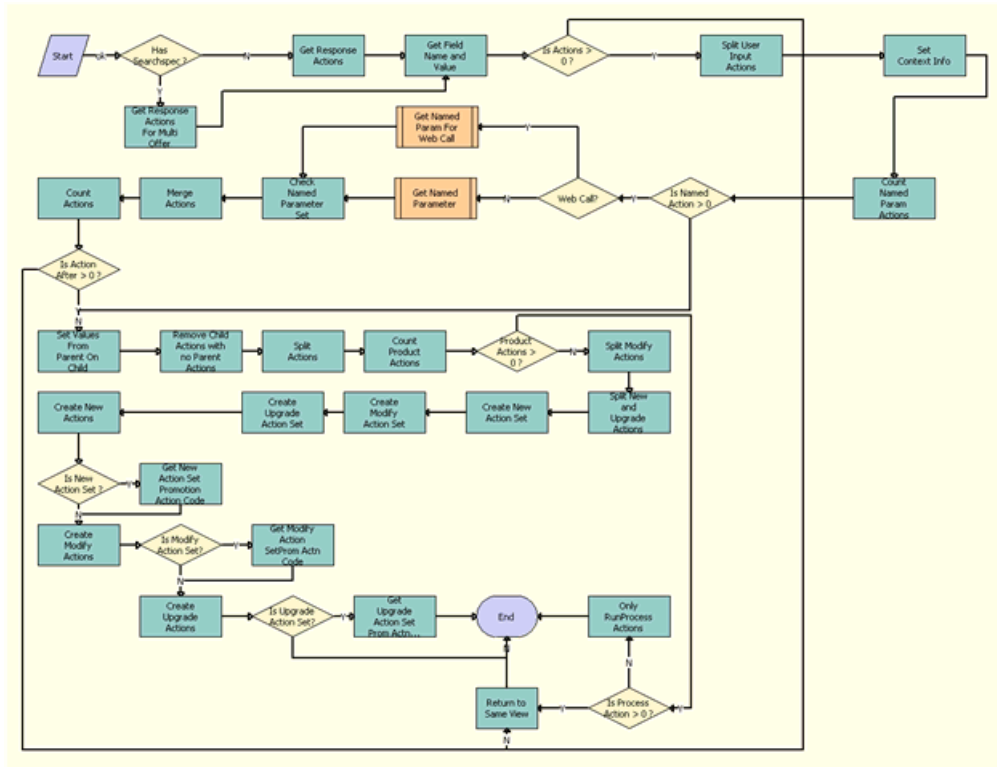 Start
ok
Has
Searchspec ?
N
Get Response
Actions
Get Field
Name and
Value
Is Actions >
0 ?
Y
Split User
Input
Actions
Set
Context Info
Y
Get Response
Actions
For Multi
Offer
Get Named
Param For
Web Call
Y
Count
Actions
Merge
Actions
Check
Named
Parameter
Set
Get Named
Parameter
N
Web Call?
Y
Is Named
Action > 0
Count
Named
Param
Actions
Is Action
After > 0 ?
N
Set Values
From
Parent On
Child
Remove Child
Actions with
no Parent
Actions
Split
Actions
Count
Product
Actions
Product
Actions >
0 ?
N
Split Modify
Actions
Create New
Actions
Create
Upgrade
Action Set
Create
Modify
Action Set
Create New
Action Set
Split New
and
Upgrade
Actions
Is New
Action Set ?
Y
Get New
Action Set
Promotion
Action Code
N
Create
Modify
Actions
Is Modify
Action Set?
Y
Get Modify
Action
SetProm Actn
Code
N
Create
Upgrade
Actions
Is Upgrade
Action Set?
Y
Get
Upgrade
Action Set
Prom Actn...
End
Only
RunProcess
Actions
N
N
Return to
Same View
Y
Is Process
Action > 0 ?
Y
N